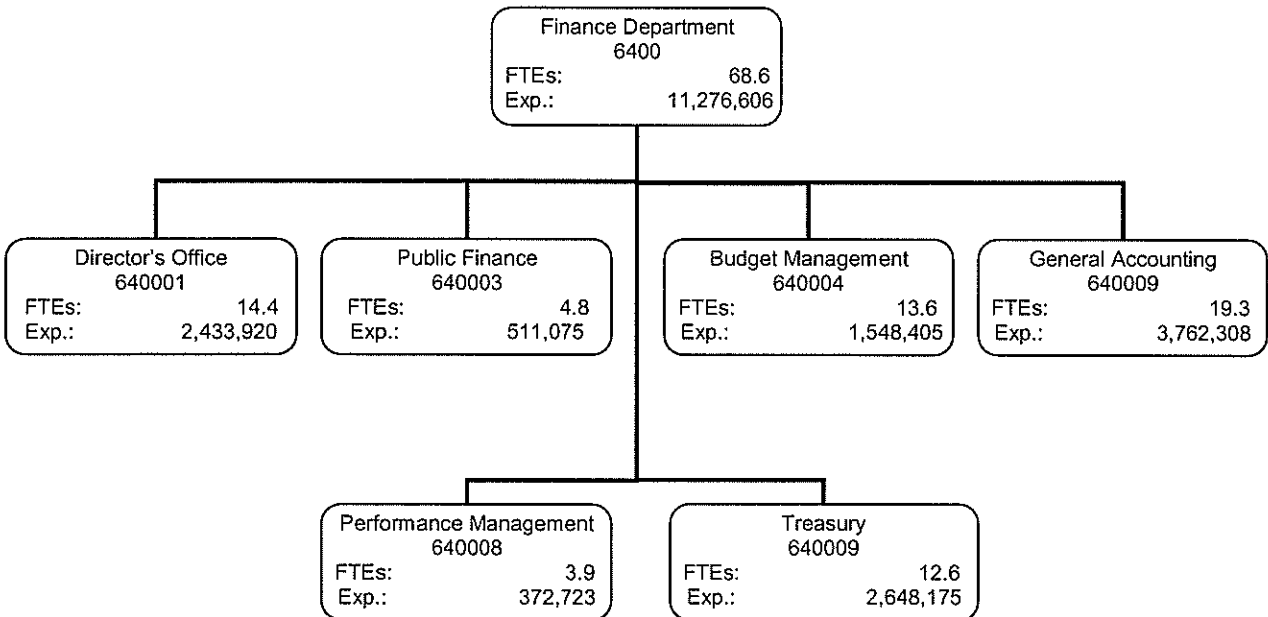 Finance Department
6400
FTEs: 68.6
Exp.: 11,276,606
Director's Office
640001
FTEs: 14.4
Exp.: 2,433,920
Public Finance
640003
FTEs: 4.8
Exp.: 511,075
Budget Management
640004
FTEs: 13.6
Exp.: 1,548,405
General Accounting
640009
FTEs: 19.3
Exp.: 3,762,308
Performance Management
640008
FTEs: 3.9
Exp.: 372,723
Treasury
640009
FTEs: 12.6
Exp.: 2,648,175